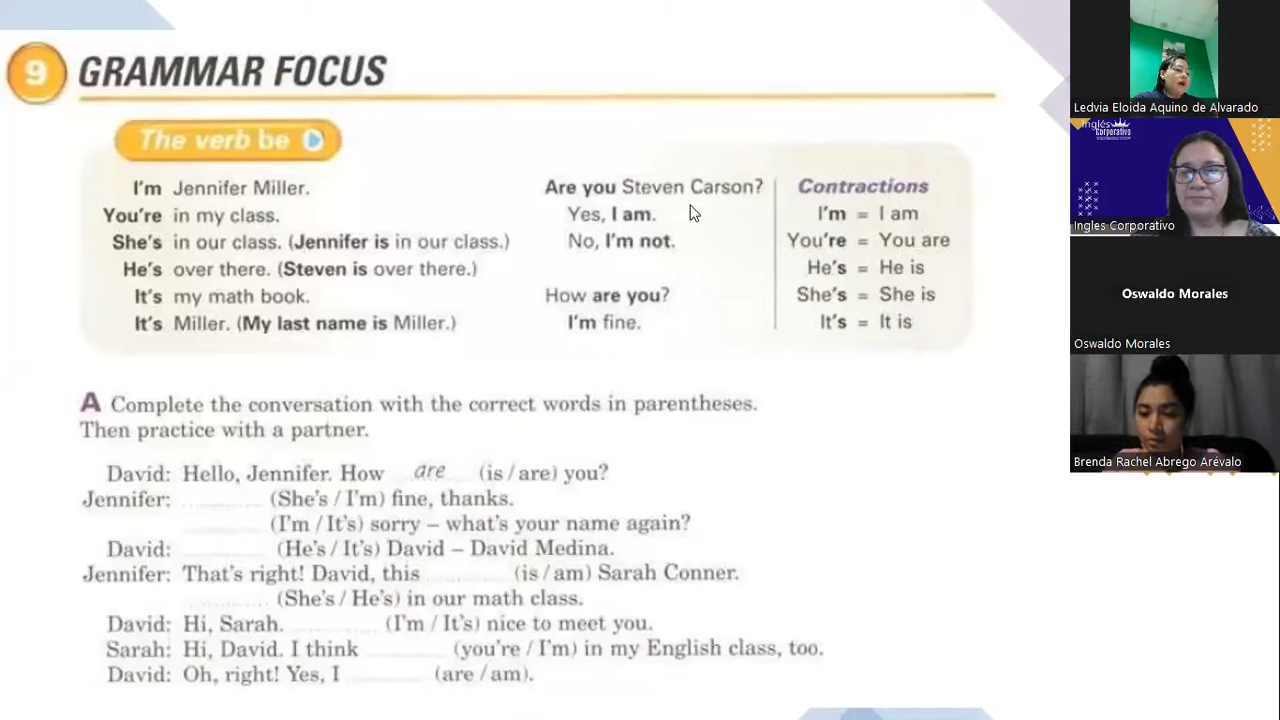 9 GRAMMAR FOCUS
The verb be
I'm Jennifer Miller.
You're in my class.
She's in our class. (Jennifer is in our class.)
He's over there. (Steven is over there.)
It's my math book.
It's Miller. (My last name is Miller.)
Are you Steven Carson?
Yes, I am.
No, I'm not.
How are you?
I'm fine.
Contractions
I'm = I am
You're = You are
He's = He is
She's = She is
It's = It is
A Complete the conversation with the correct words in parentheses.
Then practice with a partner.
David: Hello, Jennifer. How are (is / are) you?
Jennifer: (She's / I'm) fine, thanks.
(I'm / It's) sorry – what's your name again?
David: (He's / It's) David – David Medina.
Jennifer: That's right! David, this (is / am) Sarah Conner.
(She's / He's) in our math class.
David: Hi, Sarah. (I'm / It's) nice to meet you.
Sarah: Hi, David. I think (you're / I'm) in my English class, too.
David: Oh, right! Yes, I (are / am).
Ledvia Eloida Aquino de Alvarado
Inglés
Corporativo
Ingles Corporativo
Oswaldo Morales
Oswaldo Morales
Brenda Rachel Abrego Arévalo